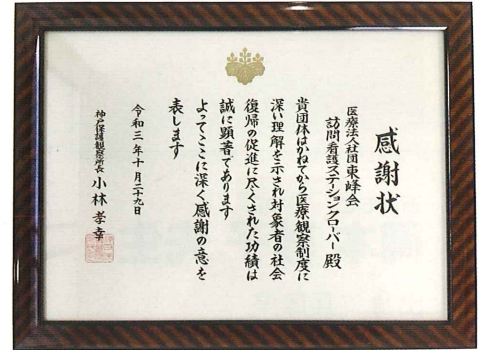 感謝状
医療法人社団東峰会
訪問看護ステーションクローバー殿
貴団体はかねてから医療観察制度に
深い理解を示され対象者の社会
復帰の促進に尽くされた功績は
誠に顕著であります
よってここに深く感謝の意を
表します
令和三年十月二十九日
神戸保護観察所長 小林孝幸